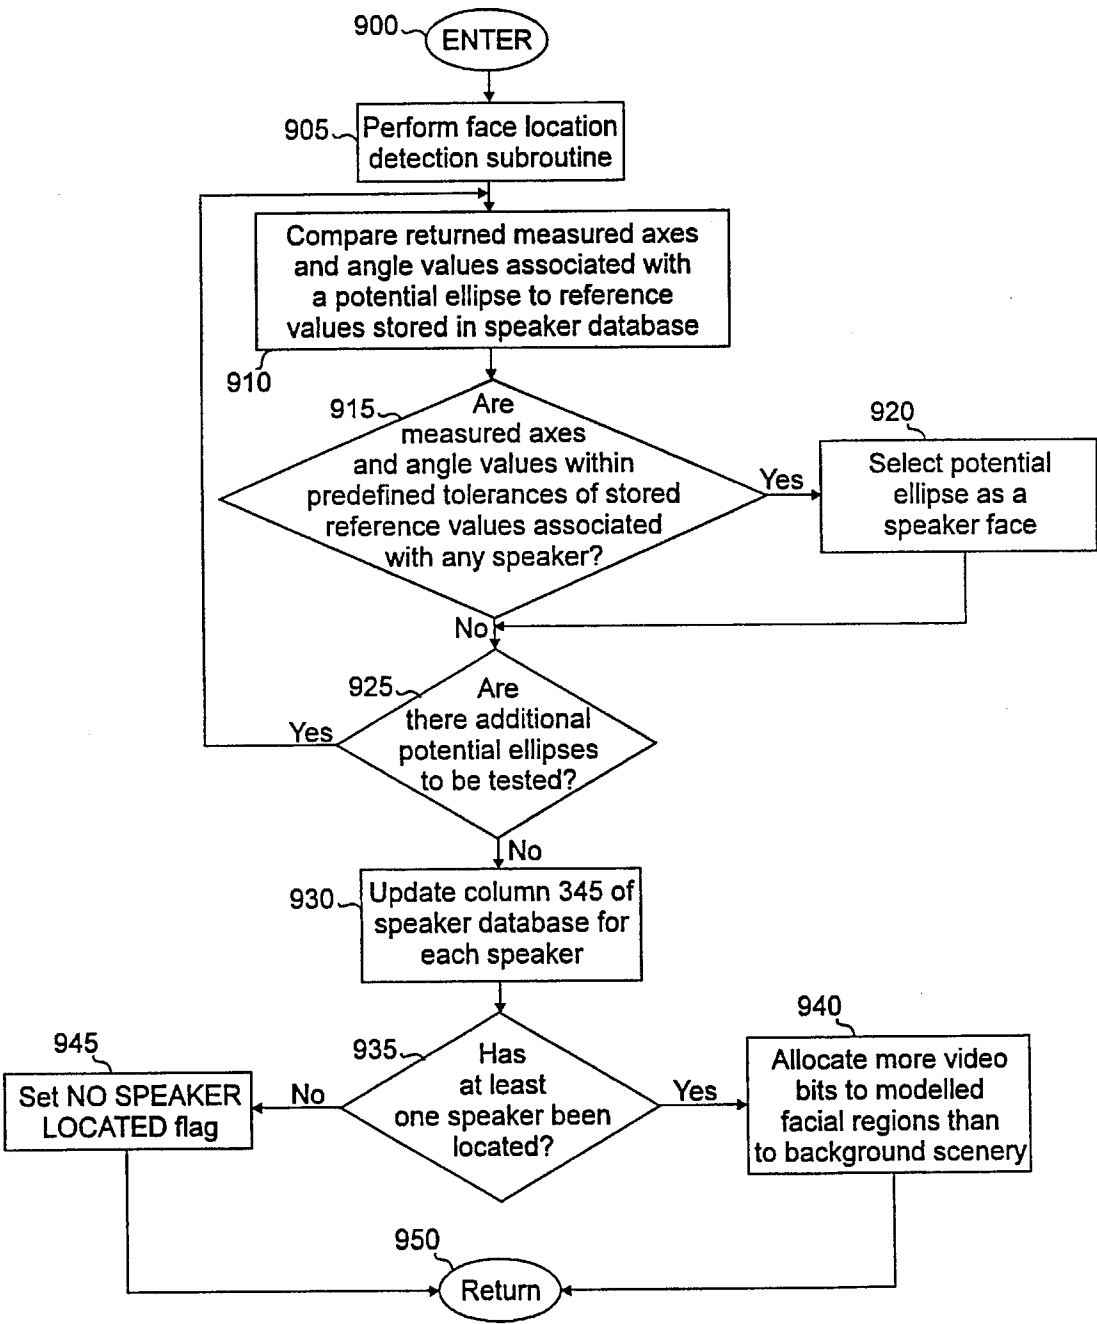 900
ENTER
905
Perform face location
detection subroutine
Compare returned measured axes
and angle values associated with
a potential ellipse to reference
values stored in speaker database
910
915
Are
measured axes
and angle values within
predefined tolerances of stored
reference values associated
with any speaker?
Yes
920
Select potential
ellipse as a
speaker face
No
925
Are
there additional
potential ellipses
to be tested?
Yes
No
930
Update column 345 of
speaker database for
each speaker
935
Has
at least
one speaker been
located?
No
Yes
945
Set NO SPEAKER
LOCATED flag
940
Allocate more video
bits to modelled
facial regions than
to background scenery
950
Return